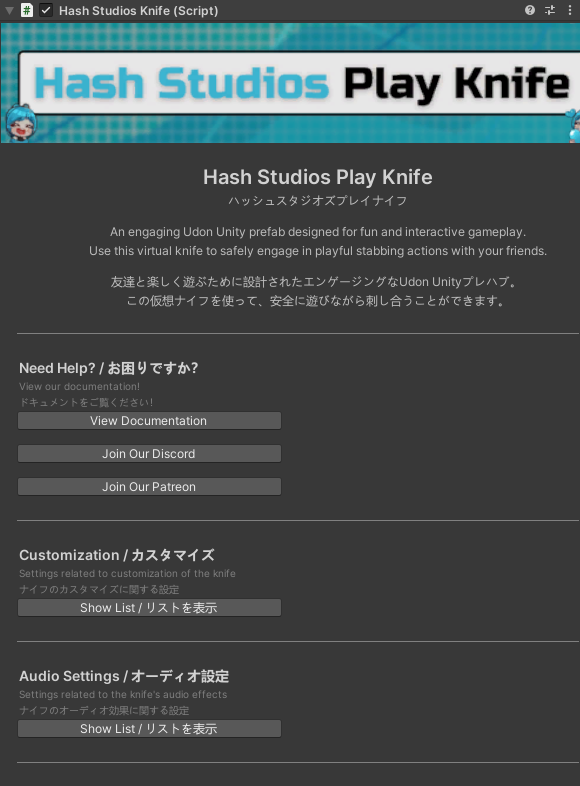 Hash Studios Knife (Script)
Hash Studios Play Knife
Hash Studios Play Knife
ハッシュスタジオズプレイナイフ
An engaging Udon Unity prefab designed for fun and interactive gameplay.
Use this virtual knife to safely engage in playful stabbing actions with your friends.
友達と楽しく遊ぶために設計されたエンゲージングなUdon Unityプレハブ。
この仮想ナイフを使って、安全に遊びながら刺し合うことができます。
Need Help? / お困りですか?
View our documentation!
ドキュメントをご覧ください!
View Documentation
Join Our Discord
Join Our Patreon
Customization / カスタマイズ
Settings related to customization of the knife
ナイフのカスタマイズに関する設定
Show List / リストを表示
Audio Settings / オーディオ設定
Settings related to the knife's audio effects
ナイフのオーディオ効果に関する設定
Show List / リストを表示